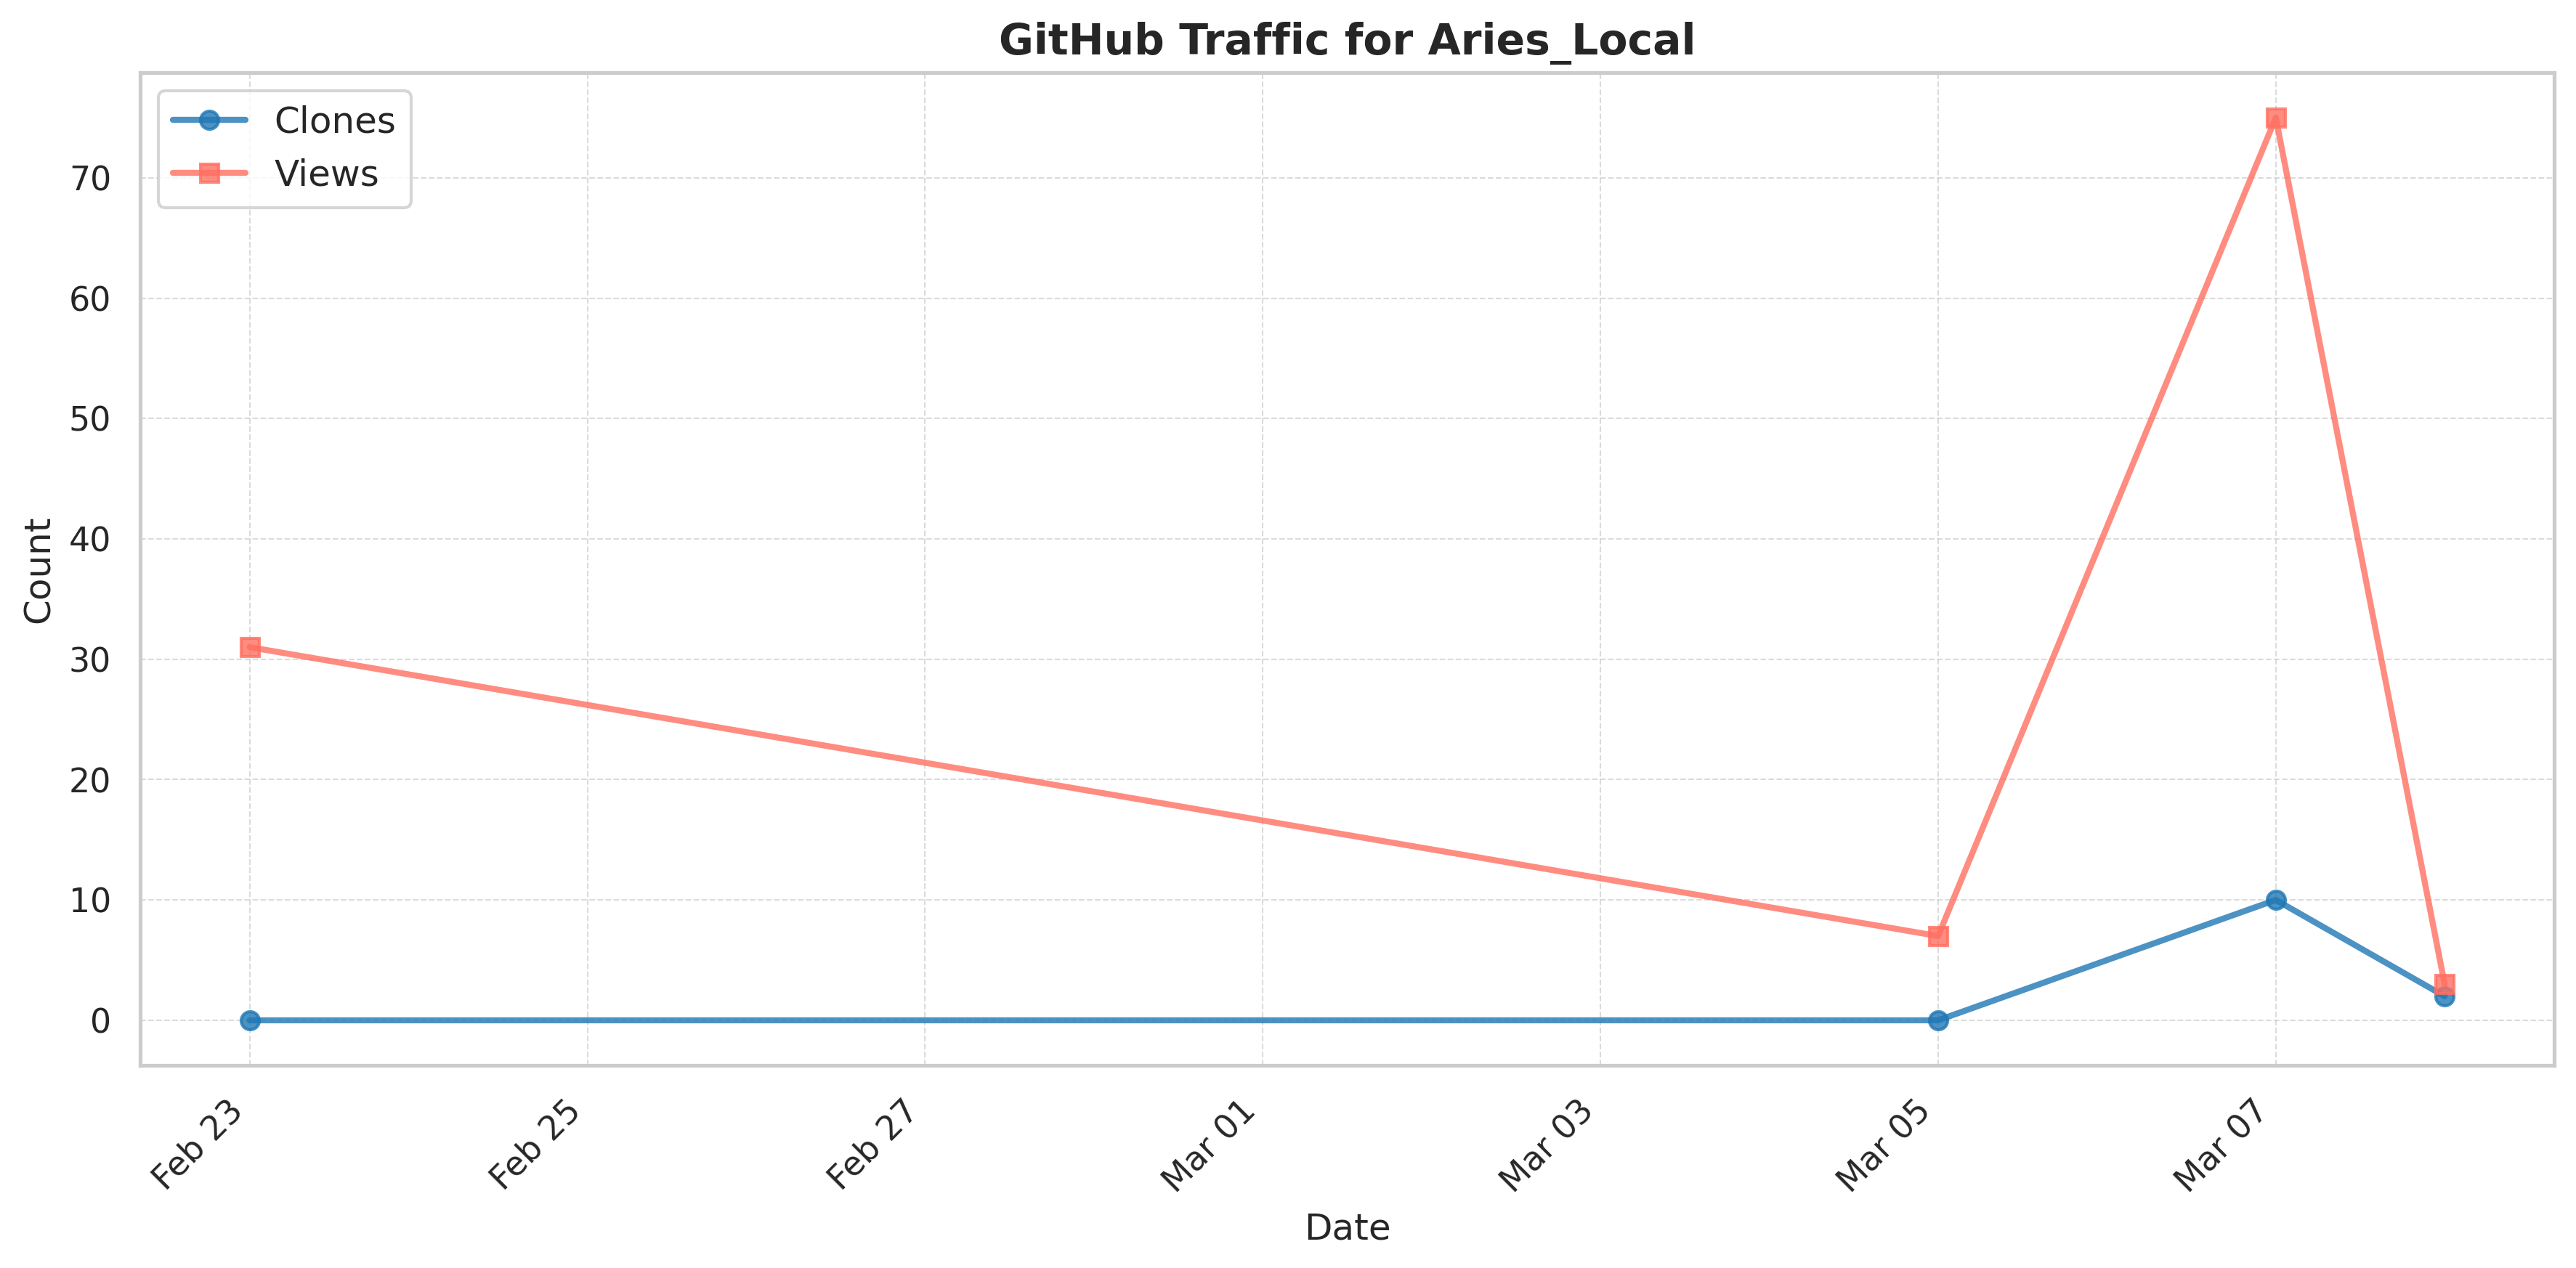 GitHub Traffic for Aries_Local
Clones
Views
70
60
50
40
30
20
10
0
Count
Feb 23
Feb 25
Feb 27
Mar 01
Mar 03
Mar 05
Mar 07
Date